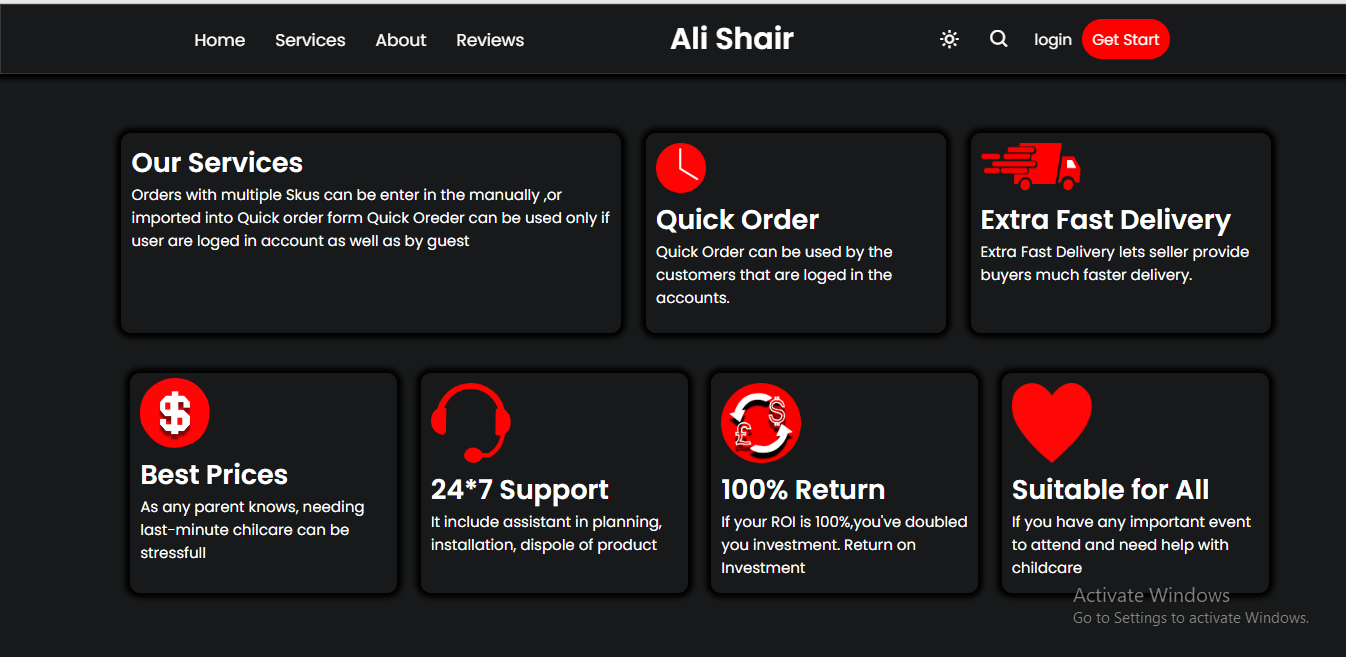 Home Services About Reviews Ali Shair login Get Start
Our Services
Orders with multiple Skus can be enter in the manually ,or
imported into Quick order form Quick Oreder can be used only if
user are loged in account as well as by guest
Quick Order
Quick Order can be used by the
customers that are loged in the
accounts.
Extra Fast Delivery
Extra Fast Delivery lets seller provide
buyers much faster delivery.
$
Best Prices
As any parent knows, needing
last-minute chilcare can be
stressfull
24*7 Support
It include assistant in planning,
installation, dispole of product
$
£
100% Return
If your ROI is 100%,you've doubled
you investment. Return on
Investment
Suitable for All
If you have any important event
to attend and need help with
childcare
Activate Windows
Go to Settings to activate Windows.